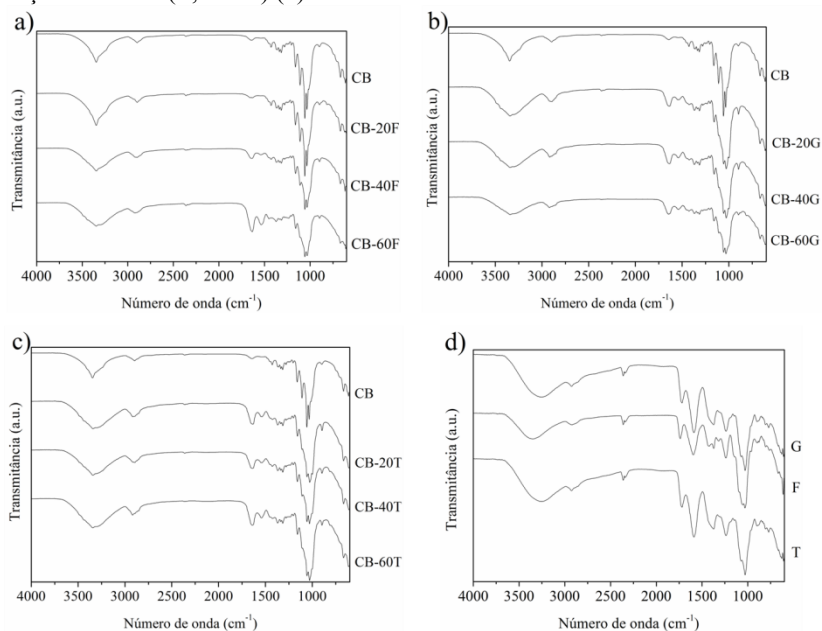 a)
CB
CB-20F
CB-40F
CB-60F
Transmitância (a.u.)
4000 3500 3000 2500 2000 1500 1000
Número de onda (cm-1)
b)
CB
CB-20G
CB-40G
CB-60G
Transmitância (a.u.)
4000 3500 3000 2500 2000 1500 1000
Número de onda (cm-1)
c)
CB
CB-20T
CB-40T
CB-60T
Transmitância (a.u.)
4000 3500 3000 2500 2000 1500 1000
Número de onda (cm-1)
d)
G
F
T
Transmitância (a.u.)
4000 3500 3000 2500 2000 1500 1000
Número de onda (cm-1)